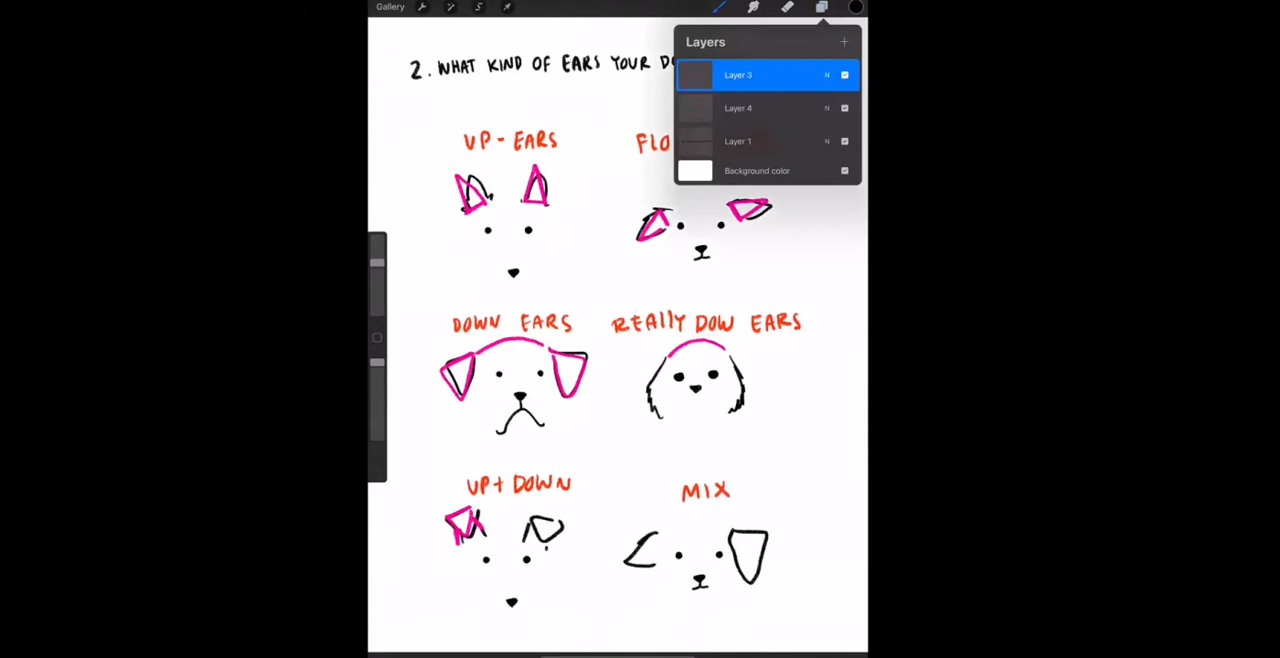 Gallery
Layers
Layer 3 N
Layer 4 N
Layer 1 N
Background color
2. WHAT KIND OF EARS YOUR
UP-EARS
DOWN EARS
REALLY DOW EARS
UP+DOWN
MIX